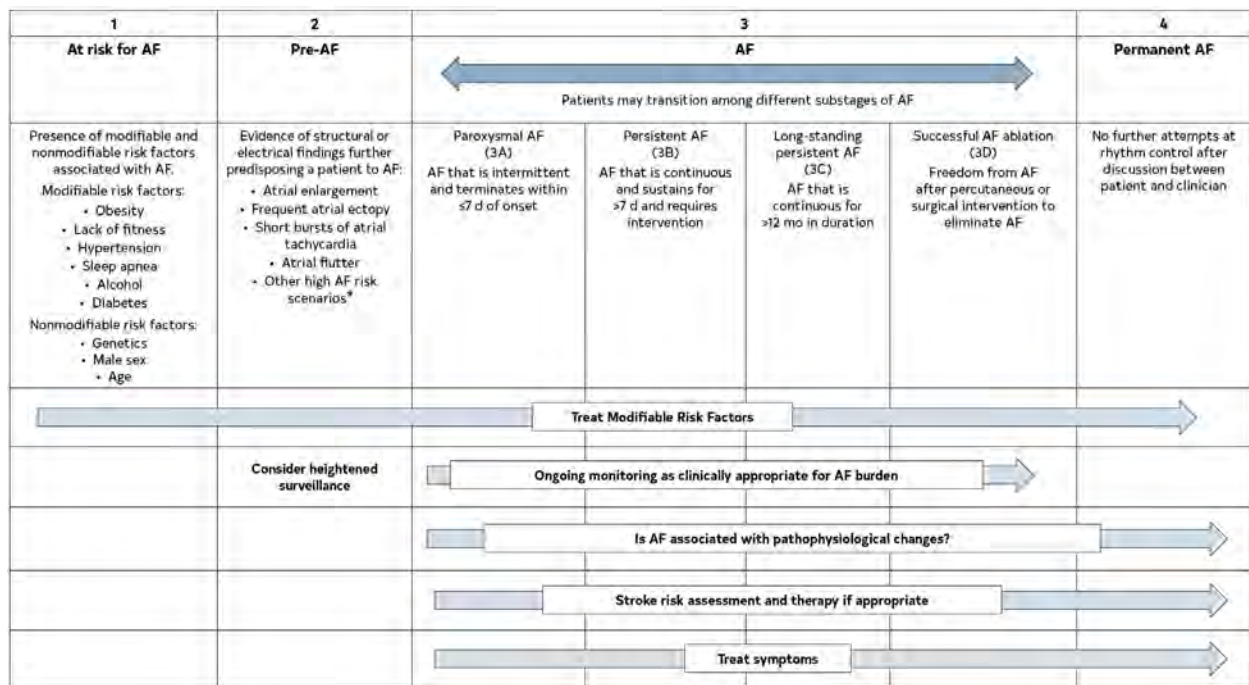 1
2
3
4
At risk for AF
Pre-AF
AF
Permanent AF
Patients may transition among different substages of AF
Presence of modifiable and
nonmodifiable risk factors
associated with AF.
Modifiable risk factors:
• Obesity
• Lack of fitness
• Hypertension
• Sleep apnea
• Alcohol
• Diabetes
Nonmodifiable risk factors:
• Genetics
• Male sex
• Age
Evidence of structural or
electrical findings further
predisposing a patient to AF:
• Atrial enlargement
• Frequent atrial ectopy
• Short bursts of atrial
tachycardia
• Atrial flutter
• Other high AF risk
scenarios*
Paroxysmal AF
(3A)
AF that is intermittent
and terminates within
≤7 d of onset
Persistent AF
(3B)
AF that is continuous
and sustains for
>7 d and requires
intervention
Long-standing
persistent AF
(3C)
AF that is
continuous for
>12 mo in duration
Successful AF ablation
(3D)
Freedom from AF
after percutaneous or
surgical intervention to
eliminate AF
No further attempts at
rhythm control after
discussion between
patient and clinician
Treat Modifiable Risk Factors
Consider heightened
surveillance
Ongoing monitoring as clinically appropriate for AF burden
Is AF associated with pathophysiological changes?
Stroke risk assessment and therapy if appropriate
Treat symptoms